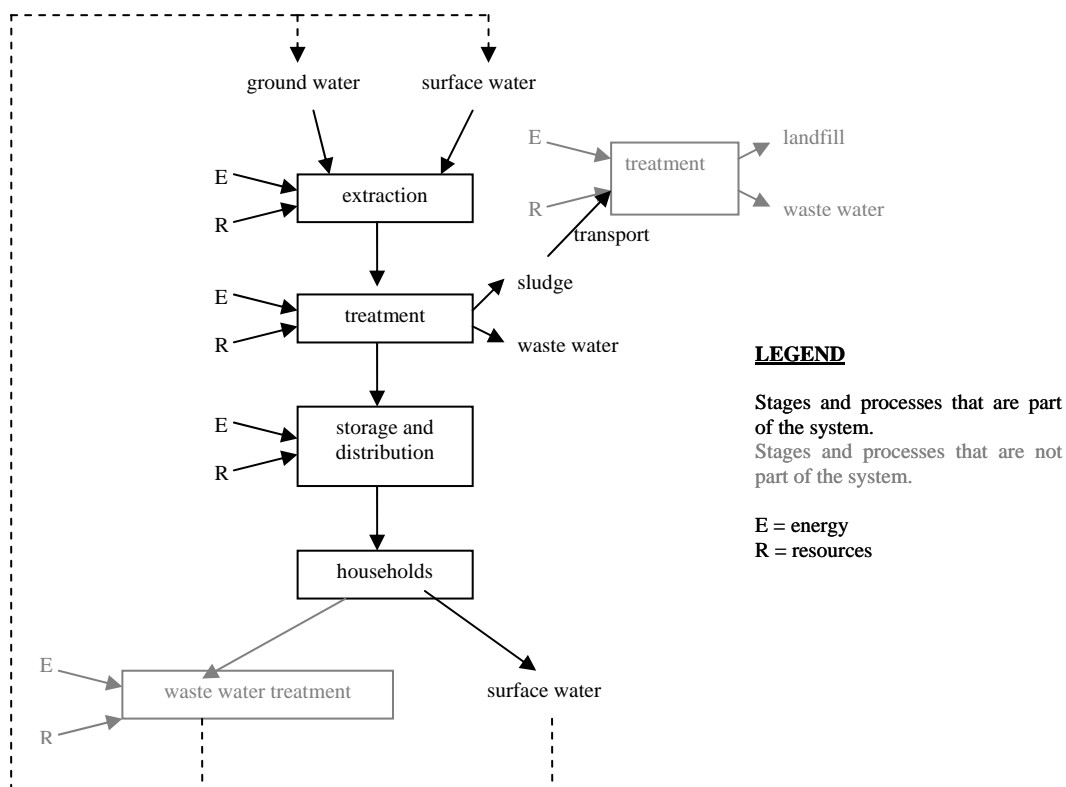 ground water
surface water
E
landfill
treatment
E
extraction
R
waste water
R
transport
sludge
E
treatment
R
waste water
LEGEND
Stages and processes that are part
of the system.
Stages and processes that are not
part of the system.
E = energy
R = resources
E
storage and
distribution
R
households
E
waste water treatment
surface water
R